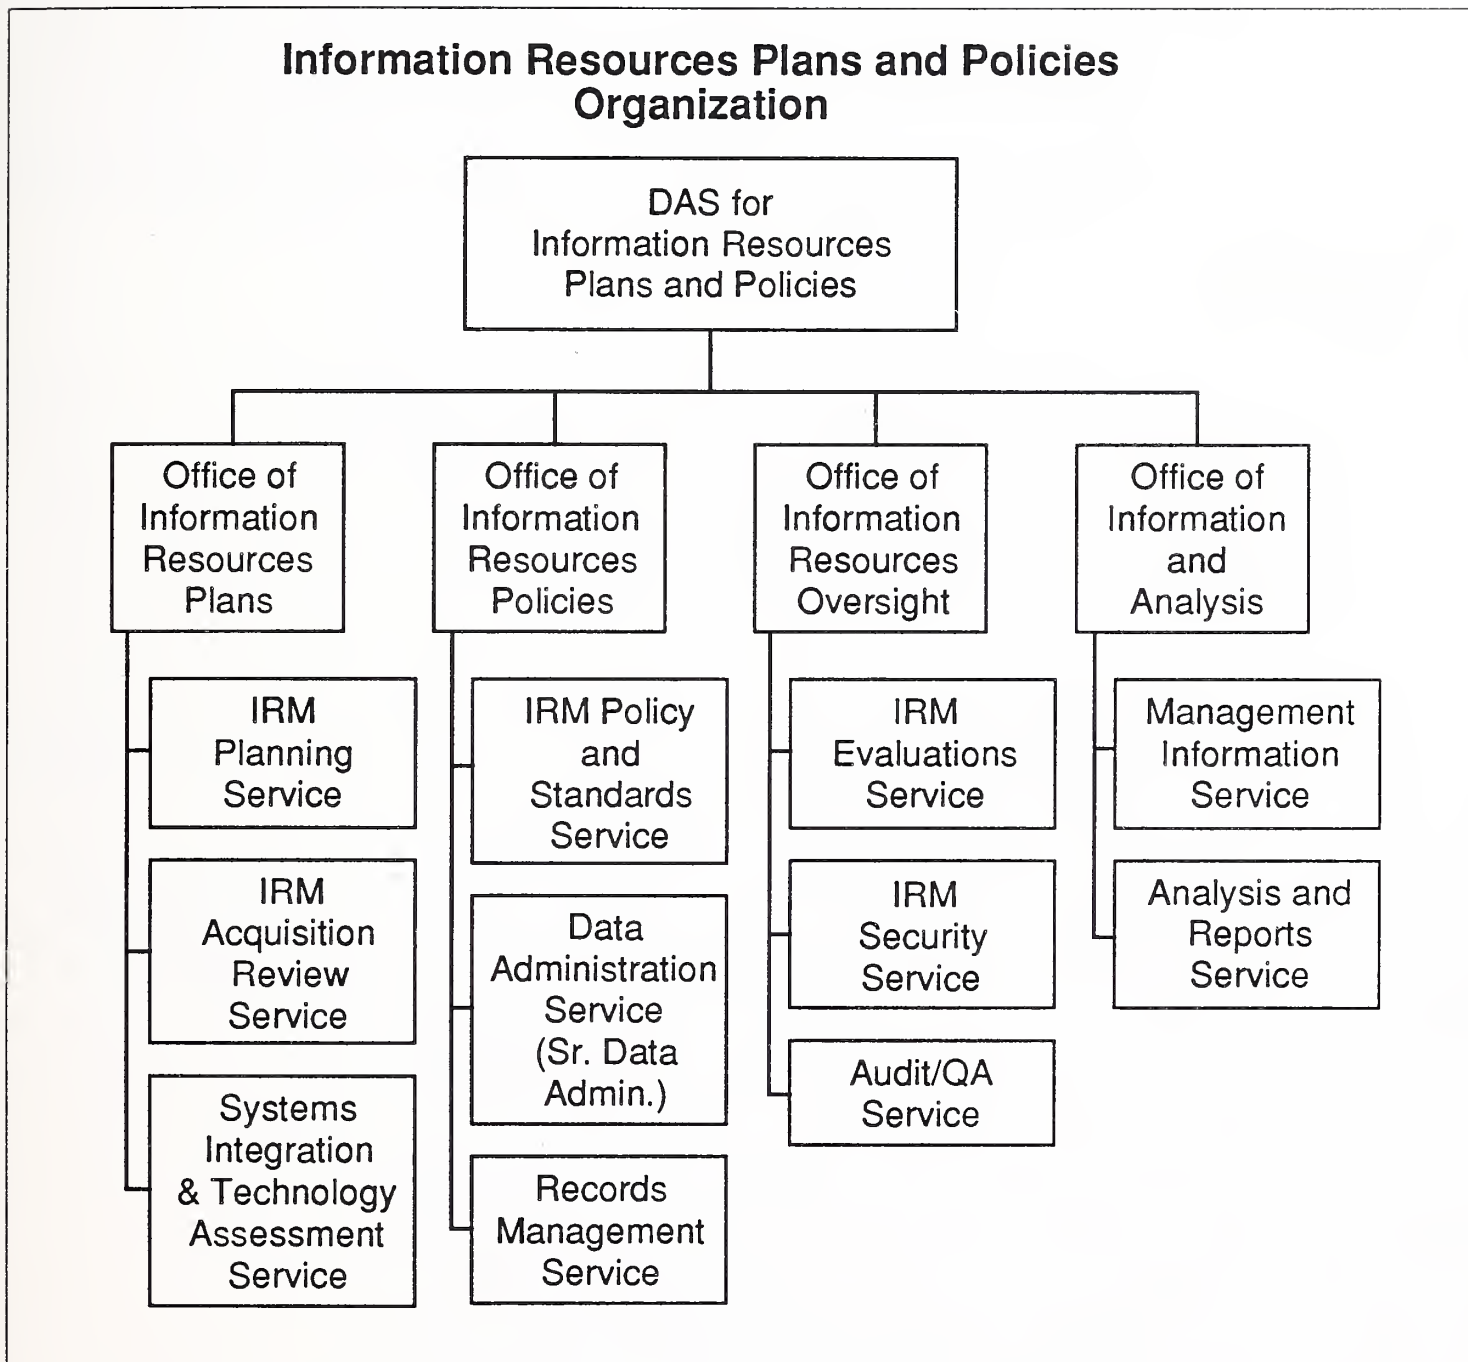 Information Resources Plans and Policies
Organization
DAS for
Information Resources
Plans and Policies
Office of
Information
Resources
Plans
IRM
Planning
Service
IRM
Acquisition
Review
Service
Systems
Integration
& Technology
Assessment
Service
Office of
Information
Resources
Policies
IRM Policy
and
Standards
Service
Data
Administration
Service
(Sr. Data
Admin.)
Records
Management
Service
Office of
Information
Resources
Oversight
IRM
Evaluations
Service
IRM
Security
Service
Audit/QA
Service
Office of
Information
and
Analysis
Management
Information
Service
Analysis and
Reports
Service